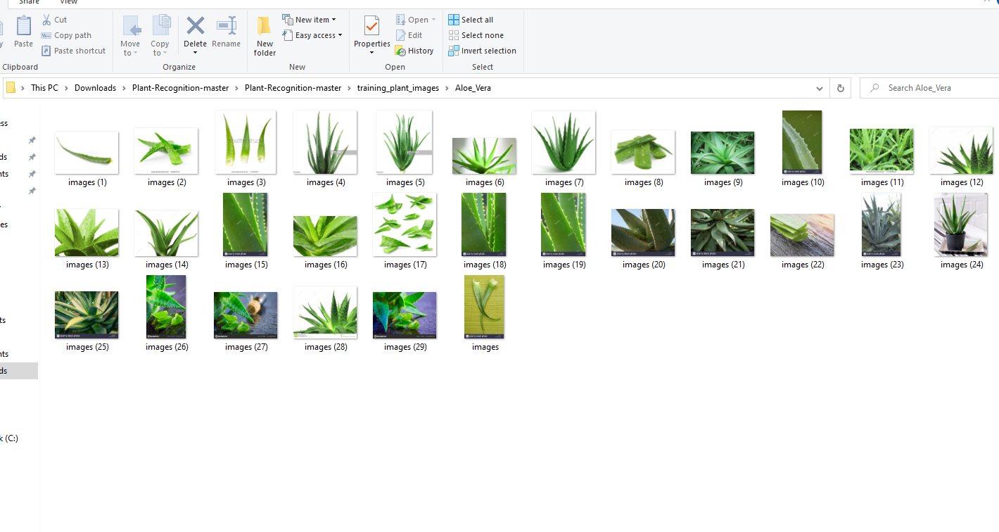 Share View
Cut
Copy path
Paste shortcut
Paste
Clipboard
Move to
Copy to
Delete
Rename
Organize
New folder
New item
Easy access
New
Properties
Open
Edit
History
Open
Select all
Select none
Invert selection
Select
This PC > Downloads > Plant-Recognition-master > Plant-Recognition-master > training_plant_images > Aloe_Vera
Search Aloe_Vera
images (1) images (2) images (3) images (4) images (5) images (6) images (7) images (8) images (9) images (10) images (11) images (12)
images (13) images (14) images (15) images (16) images (17) images (18) images (19) images (20) images (21) images (22) images (23) images (24)
images (25) images (26) images (27) images (28) images (29) images
ess
ds
nts
es
ts
nts
ds
k (C:)